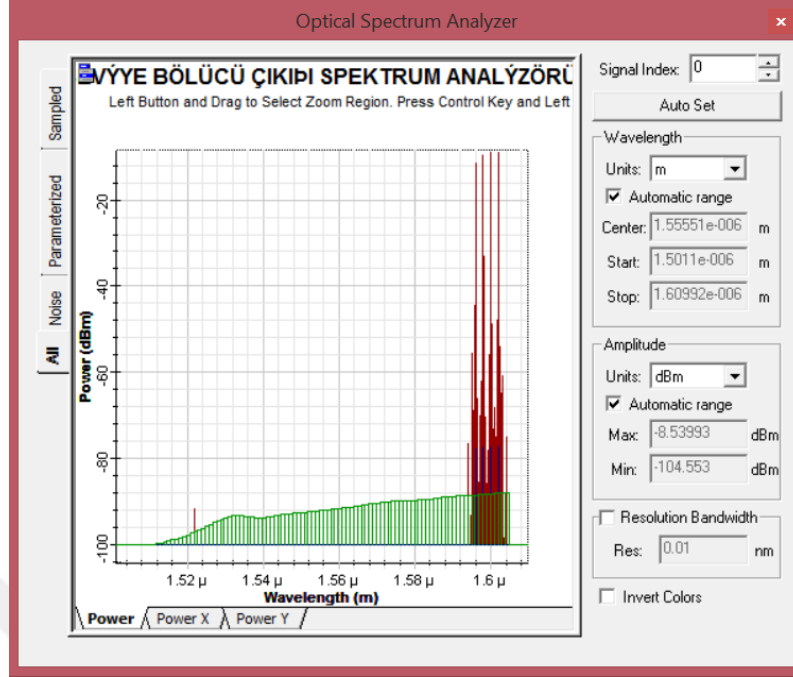 Optical Spectrum Analyzer
x
VÝYE BÖLÜCÜ ÇIKIÞI SPEKTRUM ANALÝZÖRÜ
Left Button and Drag to Select Zoom Region. Press Control Key and Left
Sampled
Parameterized
Noise
All
Power (dBm)
-20
-40
-60
-80
-100
1.52 µ
1.54 µ
1.56 µ
1.58 µ
1.6 µ
Wavelength (m)
Power
Power X
Power Y
Signal Index: 0
Auto Set
Wavelength
Units: m
Automatic range
Center: 1.55551e-006 m
Start: 1.5011e-006 m
Stop: 1.60992e-006 m
Amplitude
Units: dBm
Automatic range
Max: -8.53993 dBm
Min: -104.553 dBm
Resolution Bandwidth
Res: 0.01 nm
Invert Colors